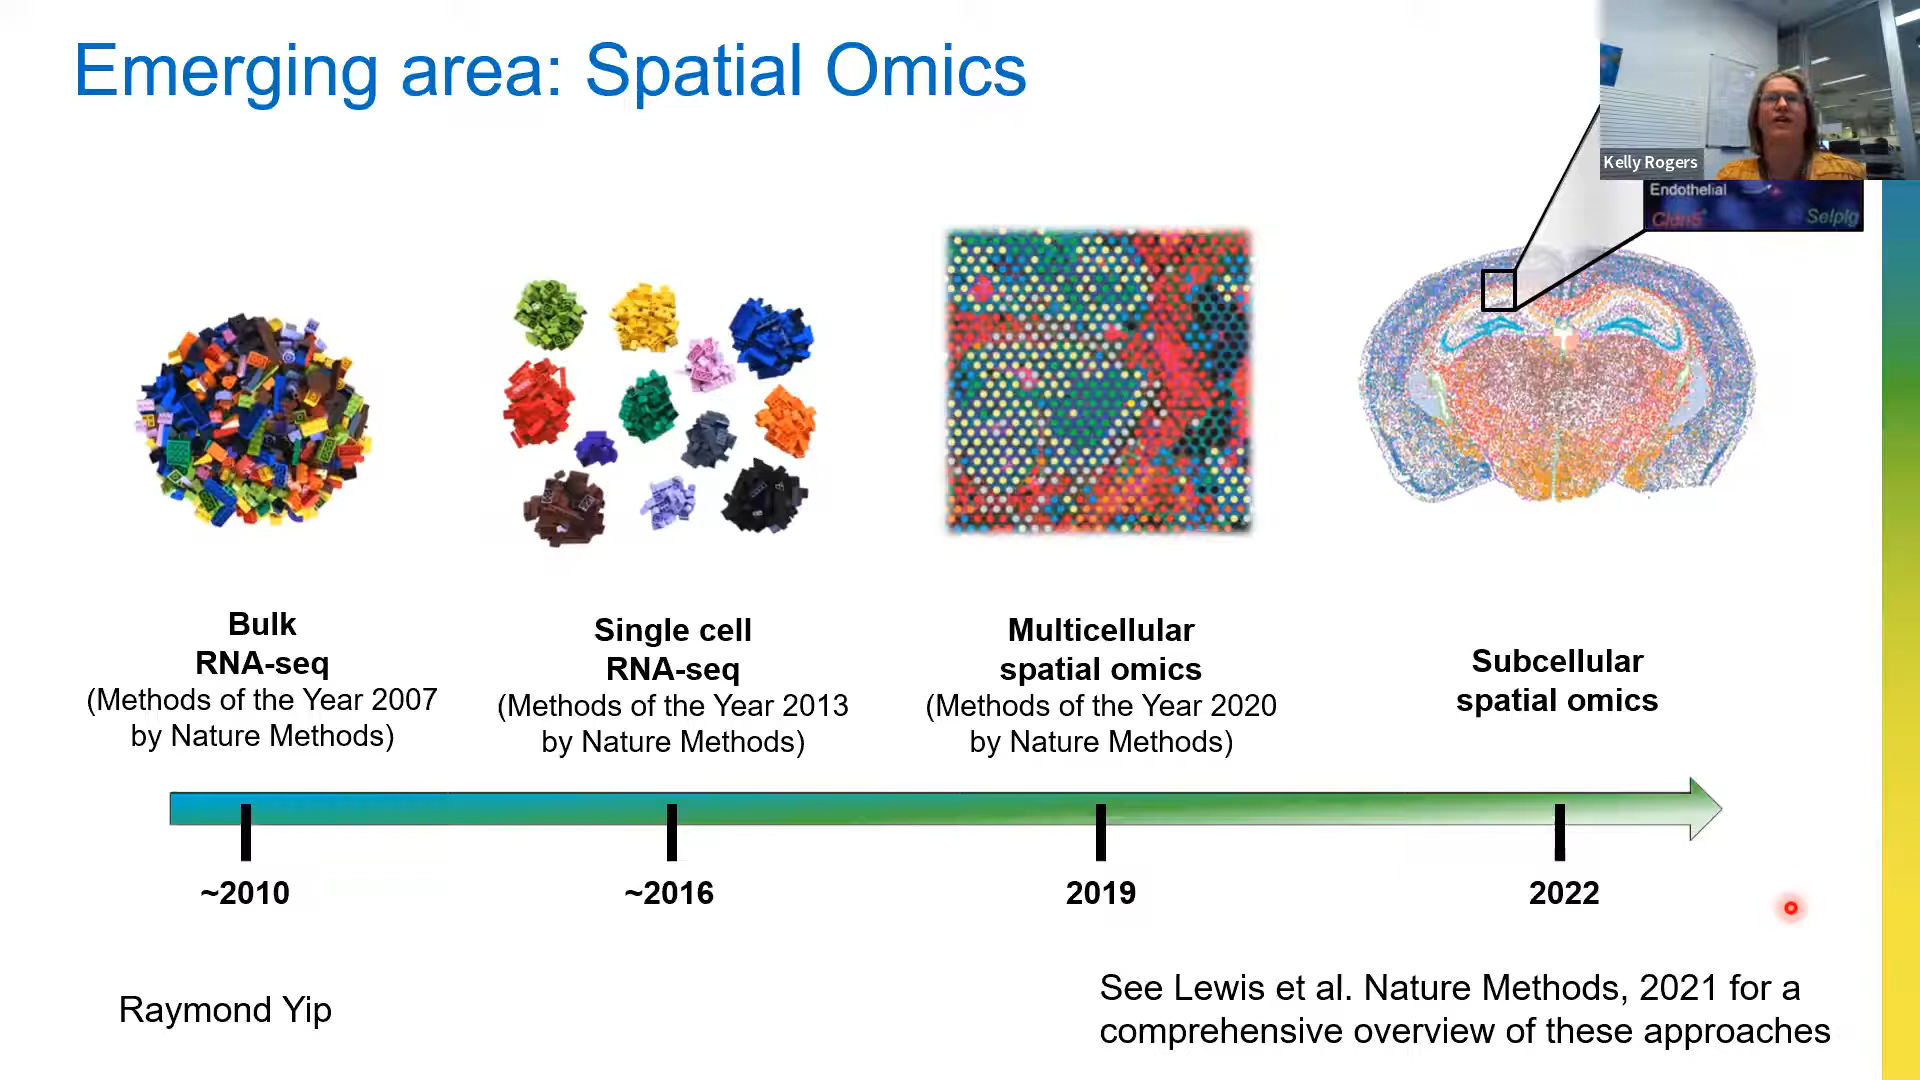 Emerging area: Spatial Omics
Kelly Rogers
Endothelial
Cldn5
Selplg
Bulk
RNA-seq
(Methods of the Year 2007
by Nature Methods)
Single cell
RNA-seq
(Methods of the Year 2013
by Nature Methods)
Multicellular
spatial omics
(Methods of the Year 2020
by Nature Methods)
Subcellular
spatial omics
~2010
~2016
2019
2022
Raymond Yip
See Lewis et al. Nature Methods, 2021 for a
comprehensive overview of these approaches